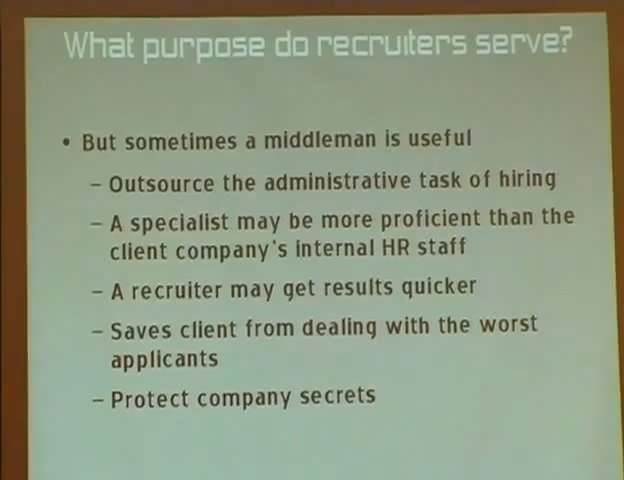 What purpose do recruiters serve?
• But sometimes a middleman is useful
– Outsource the administrative task of hiring
– A specialist may be more proficient than the
client company's internal HR staff
– A recruiter may get results quicker
– Saves client from dealing with the worst
applicants
– Protect company secrets